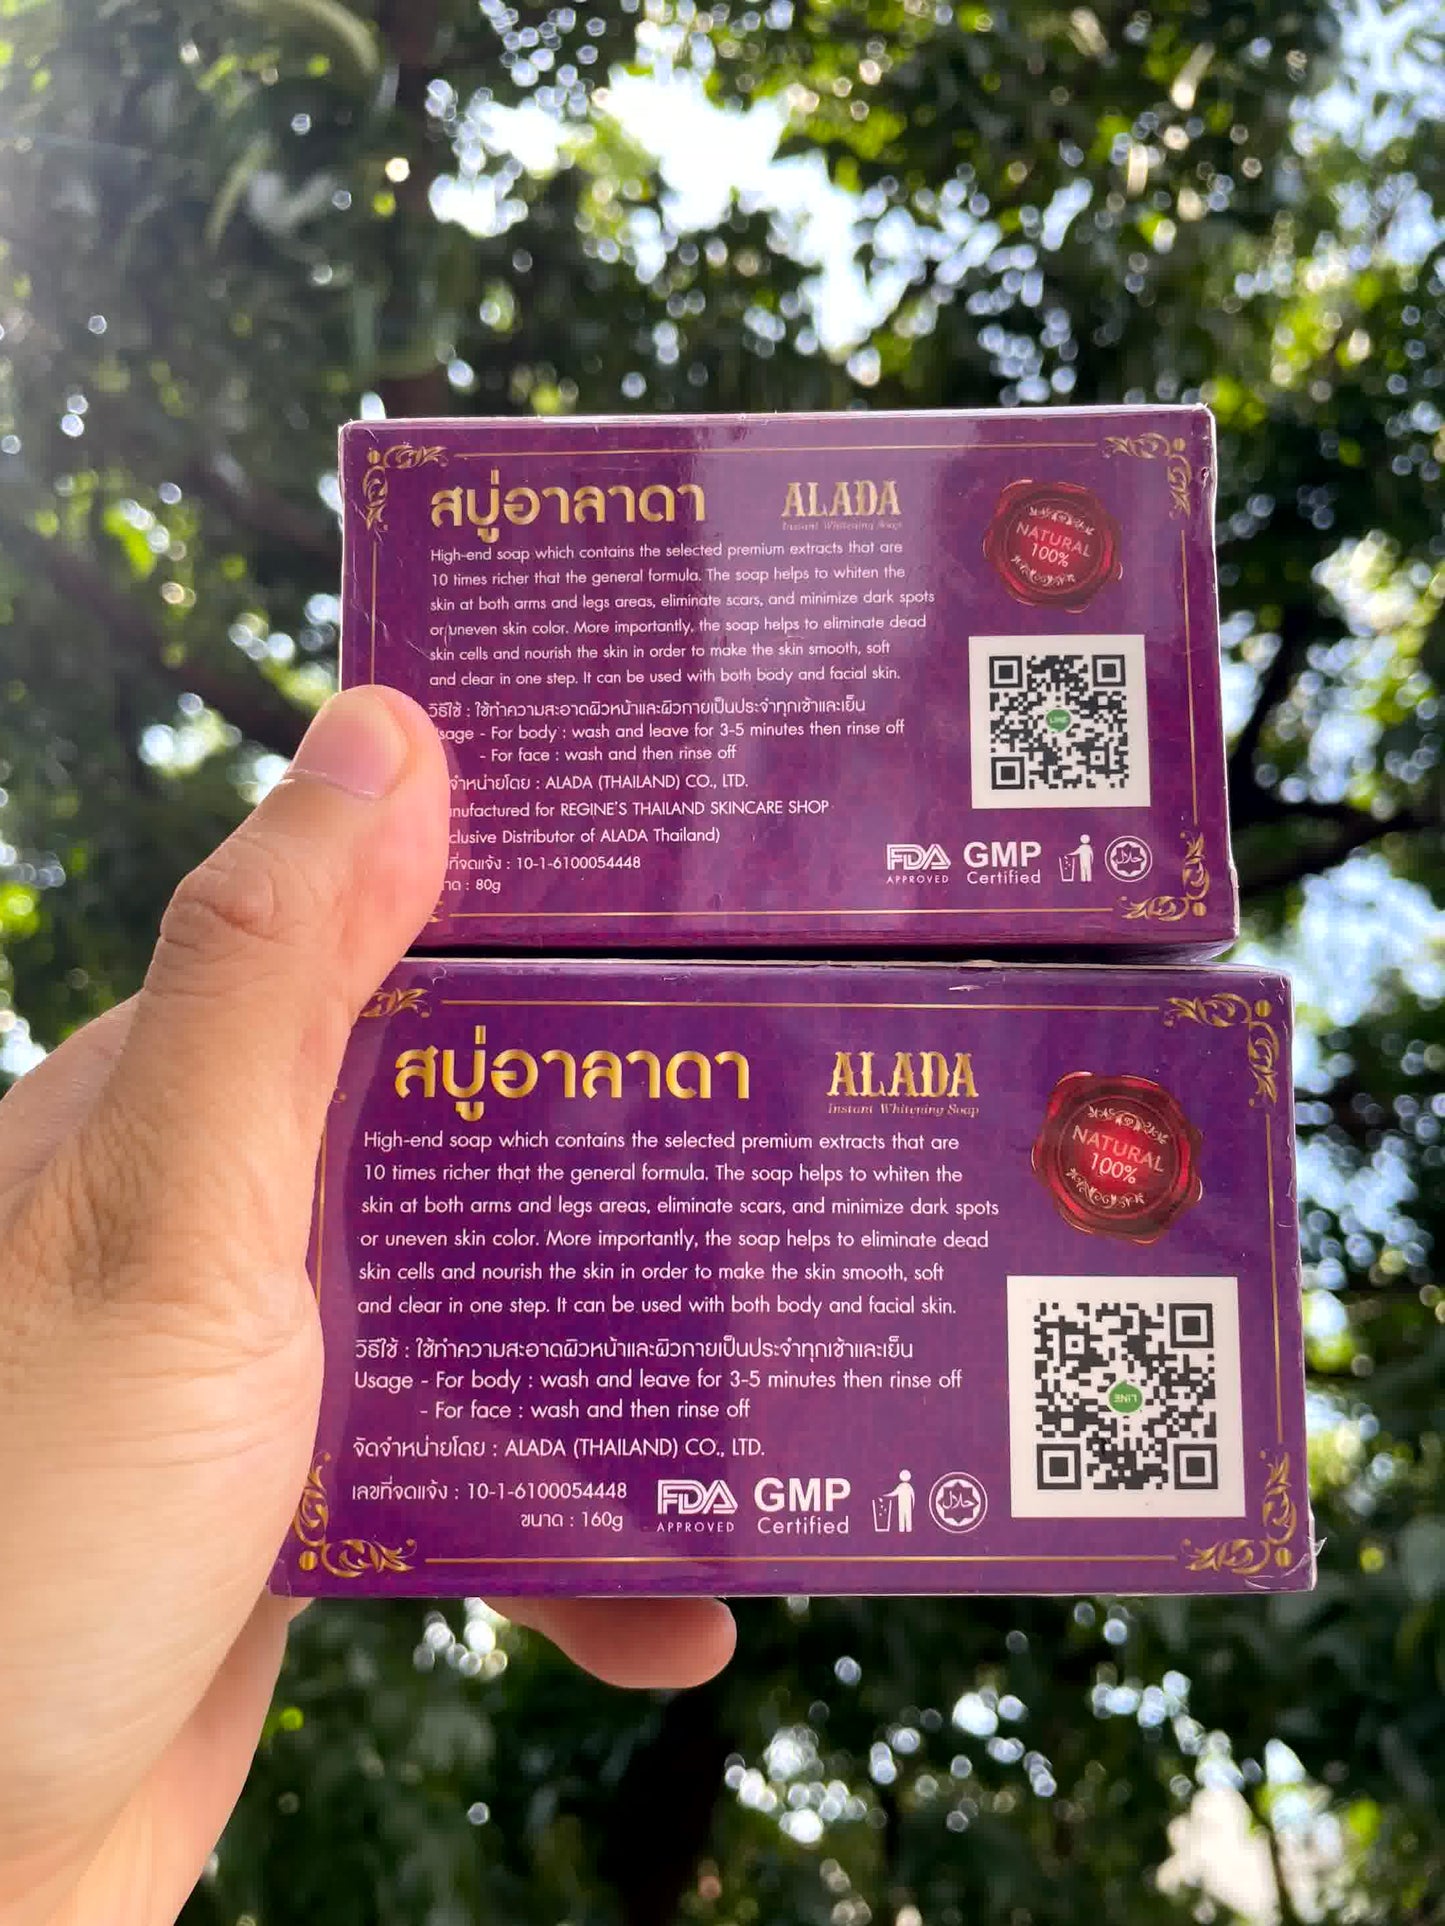 สบู่อาลาดา
ALADA
Instant Whitening Soap
High-end soap which contains the selected premium extracts that are
10 times richer that the general formula. The soap helps to whiten the
skin at both arms and legs areas, eliminate scars, and minimize dark spots
or uneven skin color. More importantly, the soap helps to eliminate dead
skin cells and nourish the skin in order to make the skin smooth, soft
and clear in one step. It can be used with both body and facial skin.
วิธีใช้ : ใช้ทำความสะอาดผิวหน้าและผิวกายเป็นประจำทุกเช้าและเย็น
sage - For body : wash and leave for 3-5 minutes then rinse off
- For face : wash and then rinse off
จำหน่ายโดย : ALADA (THAILAND) CO., LTD.
nufactured for REGINE'S THAILAND SKINCARE SHOP
clusive Distributor of ALADA Thailand)
ที่จดแจ้ง : 10-1-6100054448
าด : 80g
NATURAL
100%
LINE
FDA
APPROVED
GMP
Certified
حلال
สบู่อาลาดา
ALADA
Instant Whitening Soap
High-end soap which contains the selected premium extracts that are
10 times richer that the general formula. The soap helps to whiten the
skin at both arms and legs areas, eliminate scars, and minimize dark spots
or uneven skin color. More importantly, the soap helps to eliminate dead
skin cells and nourish the skin in order to make the skin smooth, soft
and clear in one step. It can be used with both body and facial skin.
วิธีใช้ : ใช้ทำความสะอาดผิวหน้าและผิวกายเป็นประจำทุกเช้าและเย็น
Usage - For body : wash and leave for 3-5 minutes then rinse off
- For face : wash and then rinse off
จัดจำหน่ายโดย : ALADA (THAILAND) CO., LTD.
เลขที่จดแจ้ง : 10-1-6100054448
ขนาด : 160g
FDA
APPROVED
GMP
Certified
حلال
NATURAL
100%
LINE